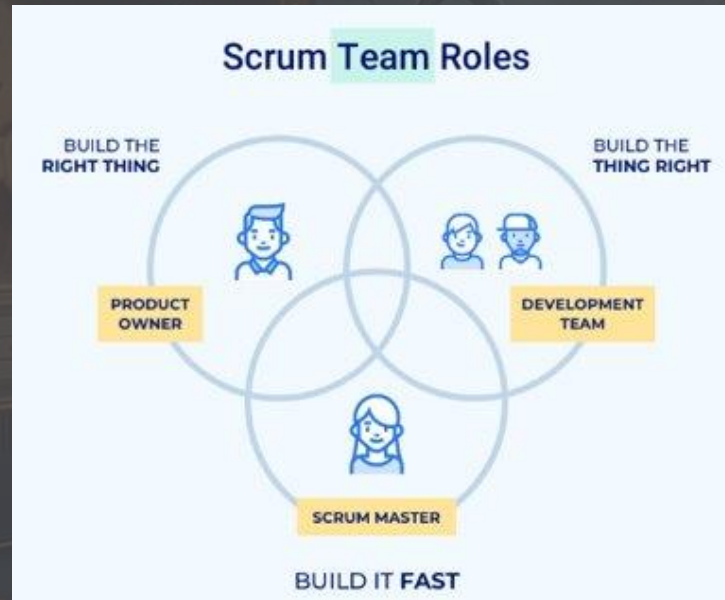 Scrum Team Roles
BUILD THE
RIGHT THING
BUILD THE
THING RIGHT
PRODUCT
OWNER
DEVELOPMENT
TEAM
SCRUM MASTER
BUILD IT FAST